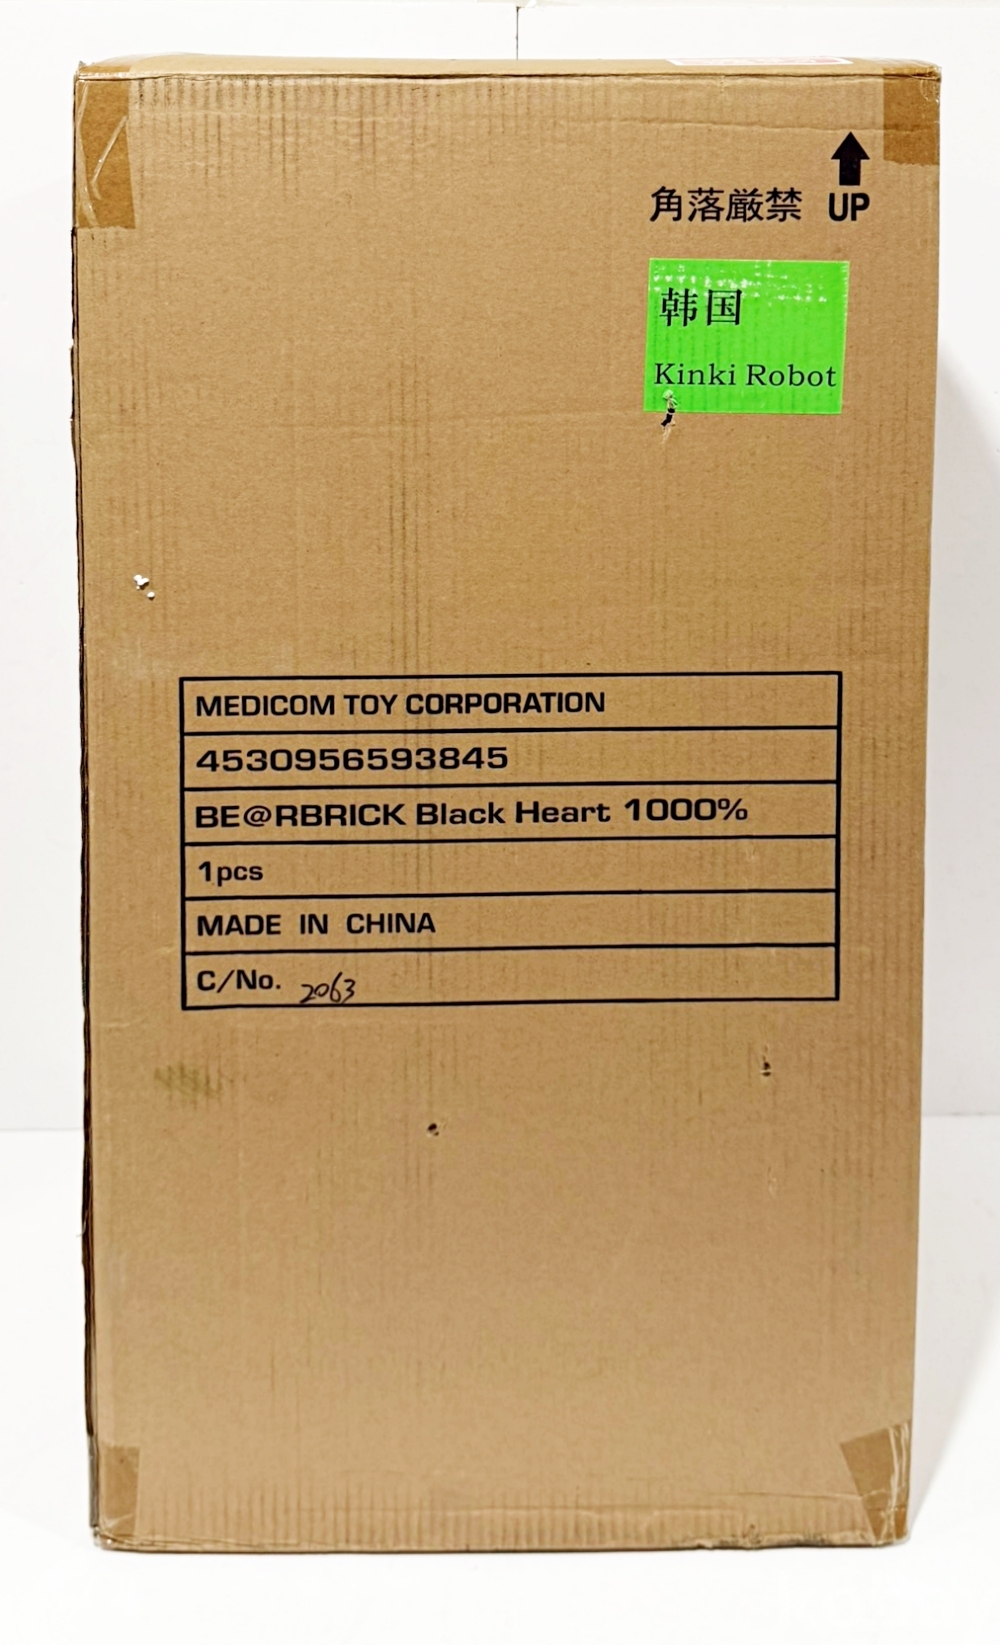 角落厳禁 UP
韩国
Kinki Robot
MEDICOM TOY CORPORATION
4530956593845
BE@RBRICK Black Heart 1000%
1pcs
MADE IN CHINA
C/No. 2063